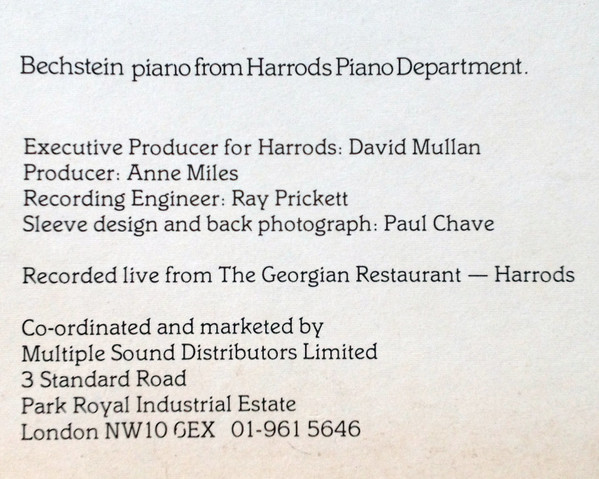 Bechstein piano from Harrods Piano Department.
Executive Producer for Harrods: David Mullan
Producer: Anne Miles
Recording Engineer: Ray Prickett
Sleeve design and back photograph: Paul Chave
Recorded live from The Georgian Restaurant — Harrods
Co-ordinated and marketed by
Multiple Sound Distributors Limited
3 Standard Road
Park Royal Industrial Estate
London NW10 6EX 01-961 5646